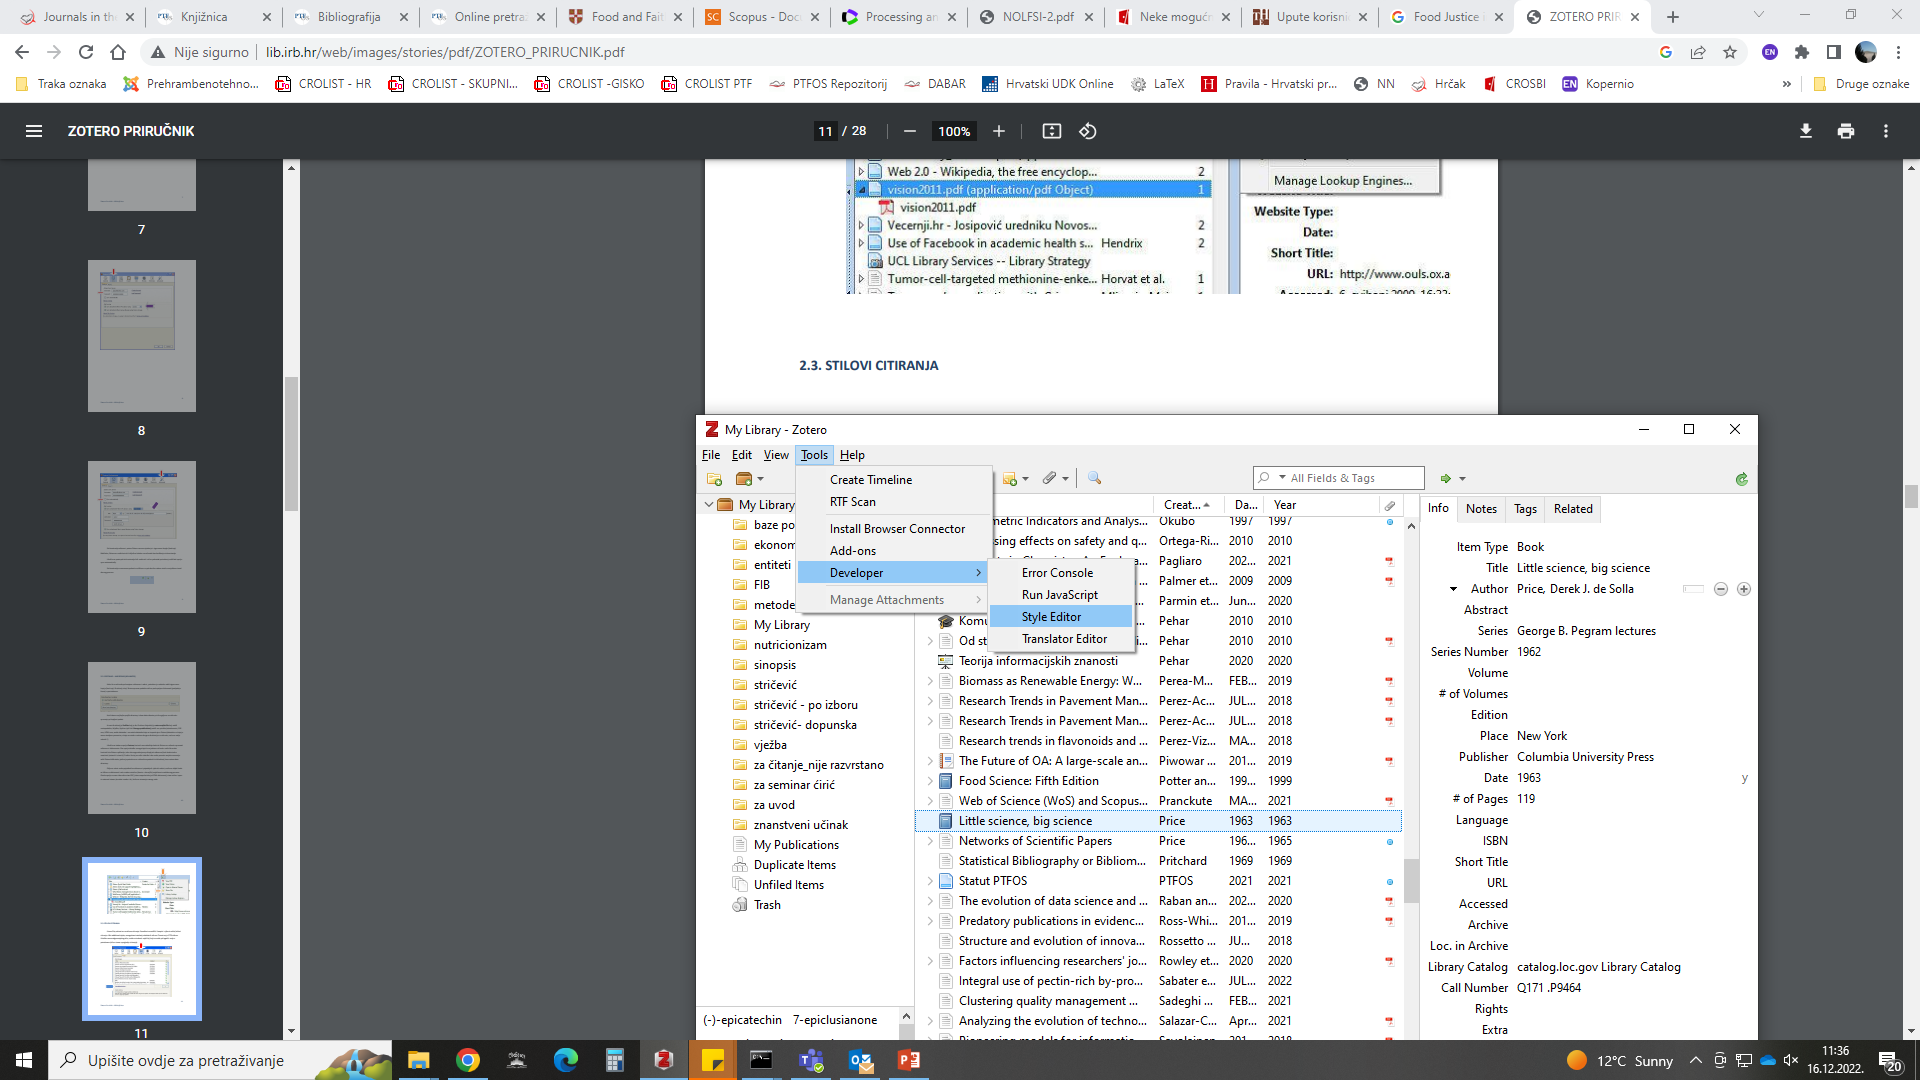 Journals in the
Knjižnica
Bibliografija
Online pretra
Food and Fait
Scopus - Doc
Processing an
NOLFSI-2.pdf
Neke mogućn
Upute korisni
Food Justice i
ZOTERO PRIR
Nije sigurno
lib.irb.hr/web/images/stories/pdf/ZOTERO_PRIRUCNIK.pdf
Traka oznaka
Prehrambenotehno...
CROLIST - HR
CROLIST - SKUPNI...
CROLIST -GISKO
CROLIST PTF
PTFOS Repozitorij
DABAR
Hrvatski UDK Online
LaTeX
Pravila - Hrvatski pr...
NN
Hrčak
CROSBI
EN Kopernio
»
Druge oznake
ZOTERO PRIRUČNIK
11 / 28
100%
7
8
9
10
11
Web 2.0 - Wikipedia, the free encyclop... 2
vision2011.pdf (application/pdf Object) 1
vision2011.pdf
Vecernji.hr - Josipović uredniku Novos... 2
Use of Facebook in academic health s... Hendrix 2
UCL Library Services -- Library Strategy
Tumor-cell-targeted methionine-enke... Horvat et al. 1
Manage Lookup Engines...
Website Type:
Date:
Short Title:
URL: http://www.ouls.ox.a
2.3. STILOVI CITIRANJA
My Library - Zotero
File Edit View Tools Help
Create Timeline
RTF Scan
Install Browser Connector
Add-ons
Developer
Manage Attachments
Error Console
Run JavaScript
Style Editor
Translator Editor
All Fields & Tags
My Library
baze po
ekonom
entiteti
FIB
metode
My Library
nutricionizam
sinopsis
stričević
stričević - po izboru
stričević- dopunska
vježba
za čitanje_nije razvrstano
za seminar ćirić
za uvod
znanstveni učinak
My Publications
Duplicate Items
Unfiled Items
Trash
(-)-epicatechin 7-epiclusianone
Creat... Da... Year
metric Indicators and Analys... Okubo 1997 1997
sing effects on safety and q... Ortega-Ri... 2010 2010
Pagliaro 202... 2021
Palmer et... 2009 2009
Parmin et... Jun... 2020
Komu Pehar 2010 2010
Od st i... Pehar 2010 2010
Teorija informacijskih znanosti Pehar 2020 2020
Biomass as Renewable Energy: W... Perea-M... FEB... 2019
Research Trends in Pavement Man... Perez-Ac... JUL... 2018
Research Trends in Pavement Man... Perez-Ac... JUL... 2018
Research trends in flavonoids and ... Perez-Viz... MA... 2018
The Future of OA: A large-scale an... Piwowar ... 201... 2019
Food Science: Fifth Edition Potter an... 199... 1999
Web of Science (WoS) and Scopus... Pranckute MA... 2021
Little science, big science Price 1963 1963
Networks of Scientific Papers Price 196... 1965
Statistical Bibliography or Bibliom... Pritchard 1969 1969
Statut PTFOS PTFOS 2021 2021
The evolution of data science and ... Raban an... 202... 2020
Predatory publications in evidenc... Ross-Whi... 201... 2019
Structure and evolution of innova... Rossetto ... JU... 2018
Factors influencing researchers' jo... Rowley et... 2020 2020
Integral use of pectin-rich by-pro... Sabater e... JUL... 2022
Clustering quality management ... Sadeghi ... FEB... 2021
Analyzing the evolution of techno... Salazar-C... Apr... 2021
Info Notes Tags Related
Item Type Book
Title Little science, big science
Author Price, Derek J. de Solla
Abstract
Series George B. Pegram lectures
Series Number 1962
Volume
# of Volumes
Edition
Place New York
Publisher Columbia University Press
Date 1963 y
# of Pages 119
Language
ISBN
Short Title
URL
Accessed
Archive
Loc. in Archive
Library Catalog catalog.loc.gov Library Catalog
Call Number Q171 .P9464
Rights
Extra
Upišite ovdje za pretraživanje
12°C Sunny
11:36
16.12.2022.
20